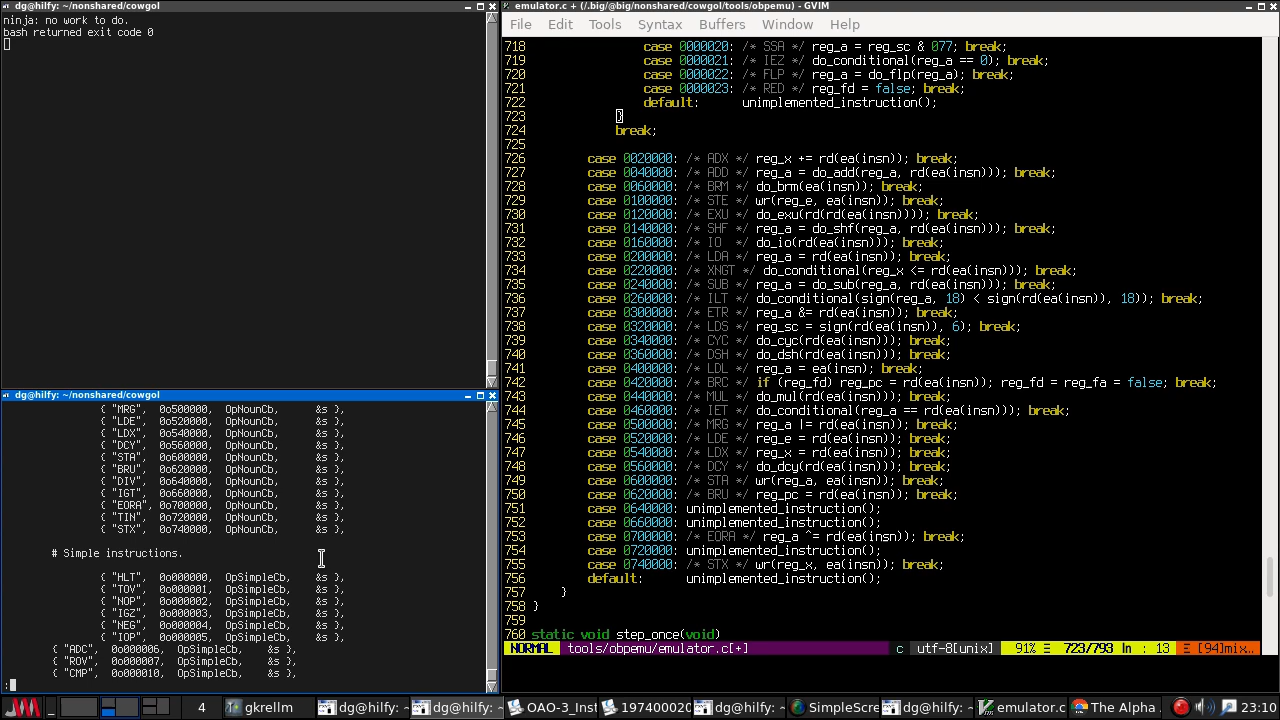 dg@hilfy: ~/nonshared/cowgol
ninja: no work to do.
bash returned exit code 0
dg@hilfy: ~/nonshared/cowgol
{ "MRG", 0o500000, OpNounCb, &s },
{ "LDE", 0o520000, OpNounCb, &s },
{ "LDX", 0o540000, OpNounCb, &s },
{ "DCY", 0o560000, OpNounCb, &s },
{ "STA", 0o600000, OpNounCb, &s },
{ "BRU", 0o620000, OpNounCb, &s },
{ "DIV", 0o640000, OpNounCb, &s },
{ "IGT", 0o660000, OpNounCb, &s },
{ "EORA", 0o700000, OpNounCb, &s },
{ "TIN", 0o720000, OpNounCb, &s },
{ "STX", 0o740000, OpNounCb, &s },
# Simple instructions.
{ "HLT", 0o000000, OpSimpleCb, &s },
{ "TOV", 0o000001, OpSimpleCb, &s },
{ "NOP", 0o000002, OpSimpleCb, &s },
{ "IGZ", 0o000003, OpSimpleCb, &s },
{ "NEG", 0o000004, OpSimpleCb, &s },
{ "IOP", 0o000005, OpSimpleCb, &s },
{ "ADC", 0x000006, OpSimpleCb, &s },
{ "ROV", 0x000007, OpSimpleCb, &s },
{ "CMP", 0x000010, OpSimpleCb, &s },
:
emulator.c + (/.big/@big/nonshared/cowgol/tools/obpemu) - GVIM
File Edit Tools Syntax Buffers Window Help
718 case 0000020: /* SSA */ reg_a = reg_sc & 077; break;
719 case 0000021: /* IEZ */ do_conditional(reg_a == 0); break;
720 case 0000022: /* FLP */ reg_a = do_flp(reg_a); break;
721 case 0000023: /* RED */ reg_fd = false; break;
722 default: unimplemented_instruction();
723 }
724 break;
725
726 case 0020000: /* ADX */ reg_x += rd(ea(insn)); break;
727 case 0040000: /* ADD */ reg_a = do_add(reg_a, rd(ea(insn))); break;
728 case 0060000: /* BRM */ do_brm(ea(insn)); break;
729 case 0100000: /* STE */ wr(reg_e, ea(insn)); break;
730 case 0120000: /* EXU */ do_exu(rd(rd(ea(insn)))); break;
731 case 0140000: /* SHF */ reg_a = do_shf(reg_a, rd(ea(insn))); break;
732 case 0160000: /* IO */ do_io(rd(ea(insn))); break;
733 case 0200000: /* LDA */ reg_a = rd(ea(insn)); break;
734 case 0220000: /* XNGT */ do_conditional(reg_x <= rd(ea(insn))); break;
735 case 0240000: /* SUB */ reg_a = do_sub(reg_a, rd(ea(insn))); break;
736 case 0260000: /* ILT */ do_conditional(sign(reg_a, 18) < sign(rd(ea(insn)), 18)); break;
737 case 0300000: /* ETR */ reg_a &= rd(ea(insn)); break;
738 case 0320000: /* LDS */ reg_sc = sign(rd(ea(insn)), 6); break;
739 case 0340000: /* CYC */ do_cyc(rd(ea(insn))); break;
740 case 0360000: /* DSH */ do_dsh(rd(ea(insn))); break;
741 case 0400000: /* LDL */ reg_a = ea(insn); break;
742 case 0420000: /* BRC */ if (reg_fd) reg_pc = rd(ea(insn)); reg_fd = reg_fa = false; break;
743 case 0440000: /* MUL */ do_mul(rd(ea(insn))); break;
744 case 0460000: /* IET */ do_conditional(reg_a == rd(ea(insn))); break;
745 case 0500000: /* MRG */ reg_a |= rd(ea(insn)); break;
746 case 0520000: /* LDE */ reg_e = rd(ea(insn)); break;
747 case 0540000: /* LDX */ reg_x = rd(ea(insn)); break;
748 case 0560000: /* DCY */ do_dcy(rd(ea(insn))); break;
749 case 0600000: /* STA */ wr(reg_a, ea(insn)); break;
750 case 0620000: /* BRU */ reg_pc = rd(ea(insn)); break;
751 case 0640000: unimplemented_instruction();
752 case 0660000: unimplemented_instruction();
753 case 0700000: /* EORA */ reg_a ^= rd(ea(insn)); break;
754 case 0720000: unimplemented_instruction();
755 case 0740000: /* STX */ wr(reg_x, ea(insn)); break;
756 default: unimplemented_instruction();
757 }
758 }
759
760 static void step_once(void)
NORMAL tools/obpemu/emulator.c[+] c utf-8[unix] 91% Ξ 723/793 ln : 13 Ξ [94]mix..
4 gkrellm dg@hilfy: ~ dg@hilfy: ~ OAO-3_Inst 197400020 dg@hilfy: ~ SimpleScre dg@hilfy: ~ emulator.c The Alpha 23:10